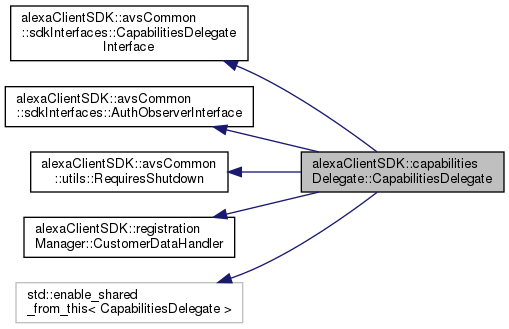 alexaClientSDK::avsCommon
::sdkInterfaces::CapabilitiesDelegate
Interface
alexaClientSDK::avsCommon
::sdkInterfaces::AuthObserverInterface
alexaClientSDK::avsCommon
::utils::RequiresShutdown
alexaClientSDK::capabilities
Delegate::CapabilitiesDelegate
alexaClientSDK::registration
Manager::CustomerDataHandler
std::enable_shared
_from_this< CapabilitiesDelegate >